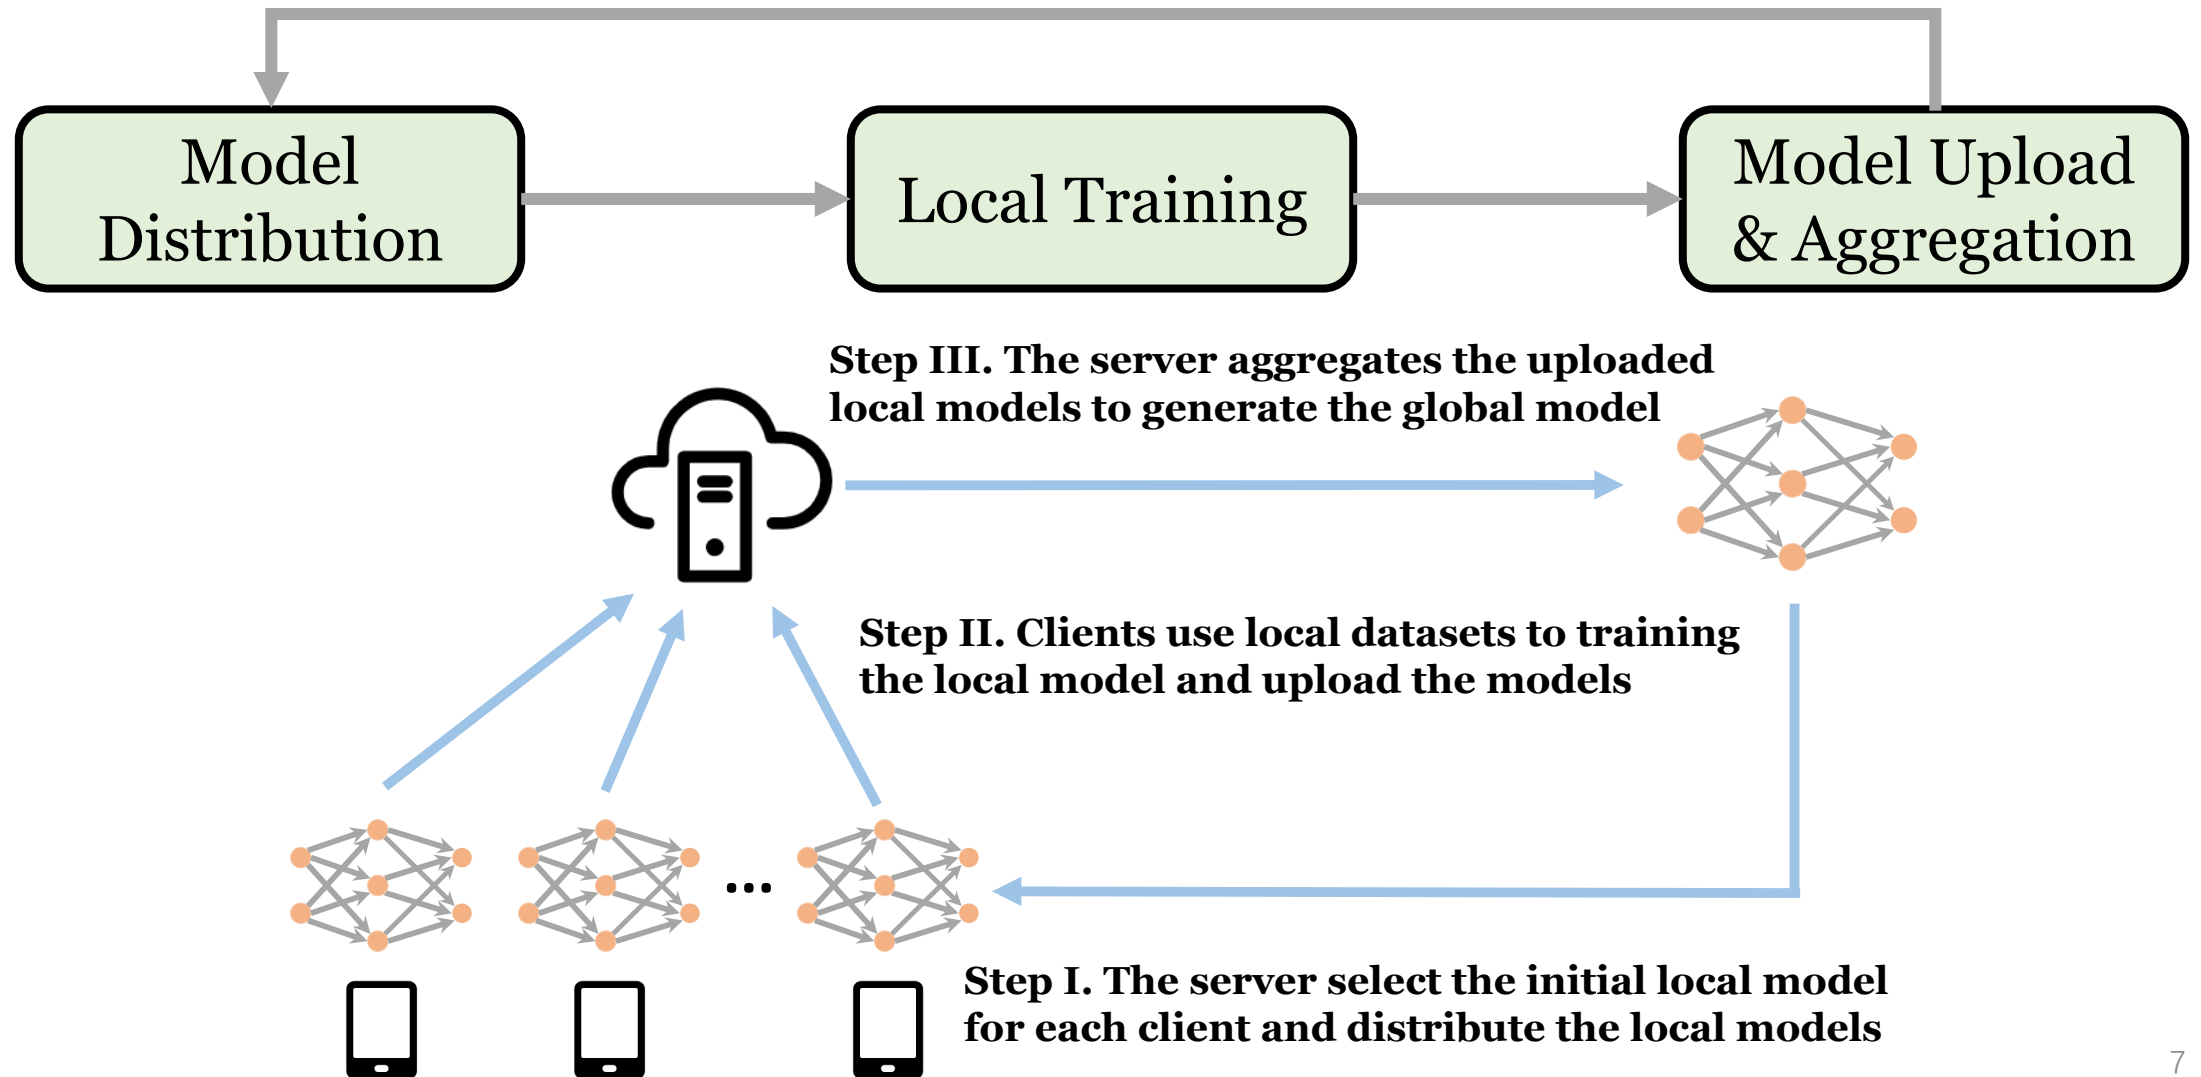 Model
Distribution
Local Training
Model Upload
& Aggregation
Step III. The server aggregates the uploaded
local models to generate the global model
Step II. Clients use local datasets to training
the local model and upload the models
...
Step I. The server select the initial local model
for each client and distribute the local models
7